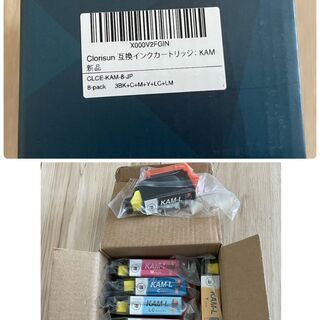 X000V2FGIN
Clorisun 互換インクカートリッジ: KAM
新品
CLCE-KAM-8-JP
8-pack 3BK+C+M+Y+LC+LM
KAM-L
KAM-L
M
KAM-L
C
KAM-L
LC
KAM-L
Y